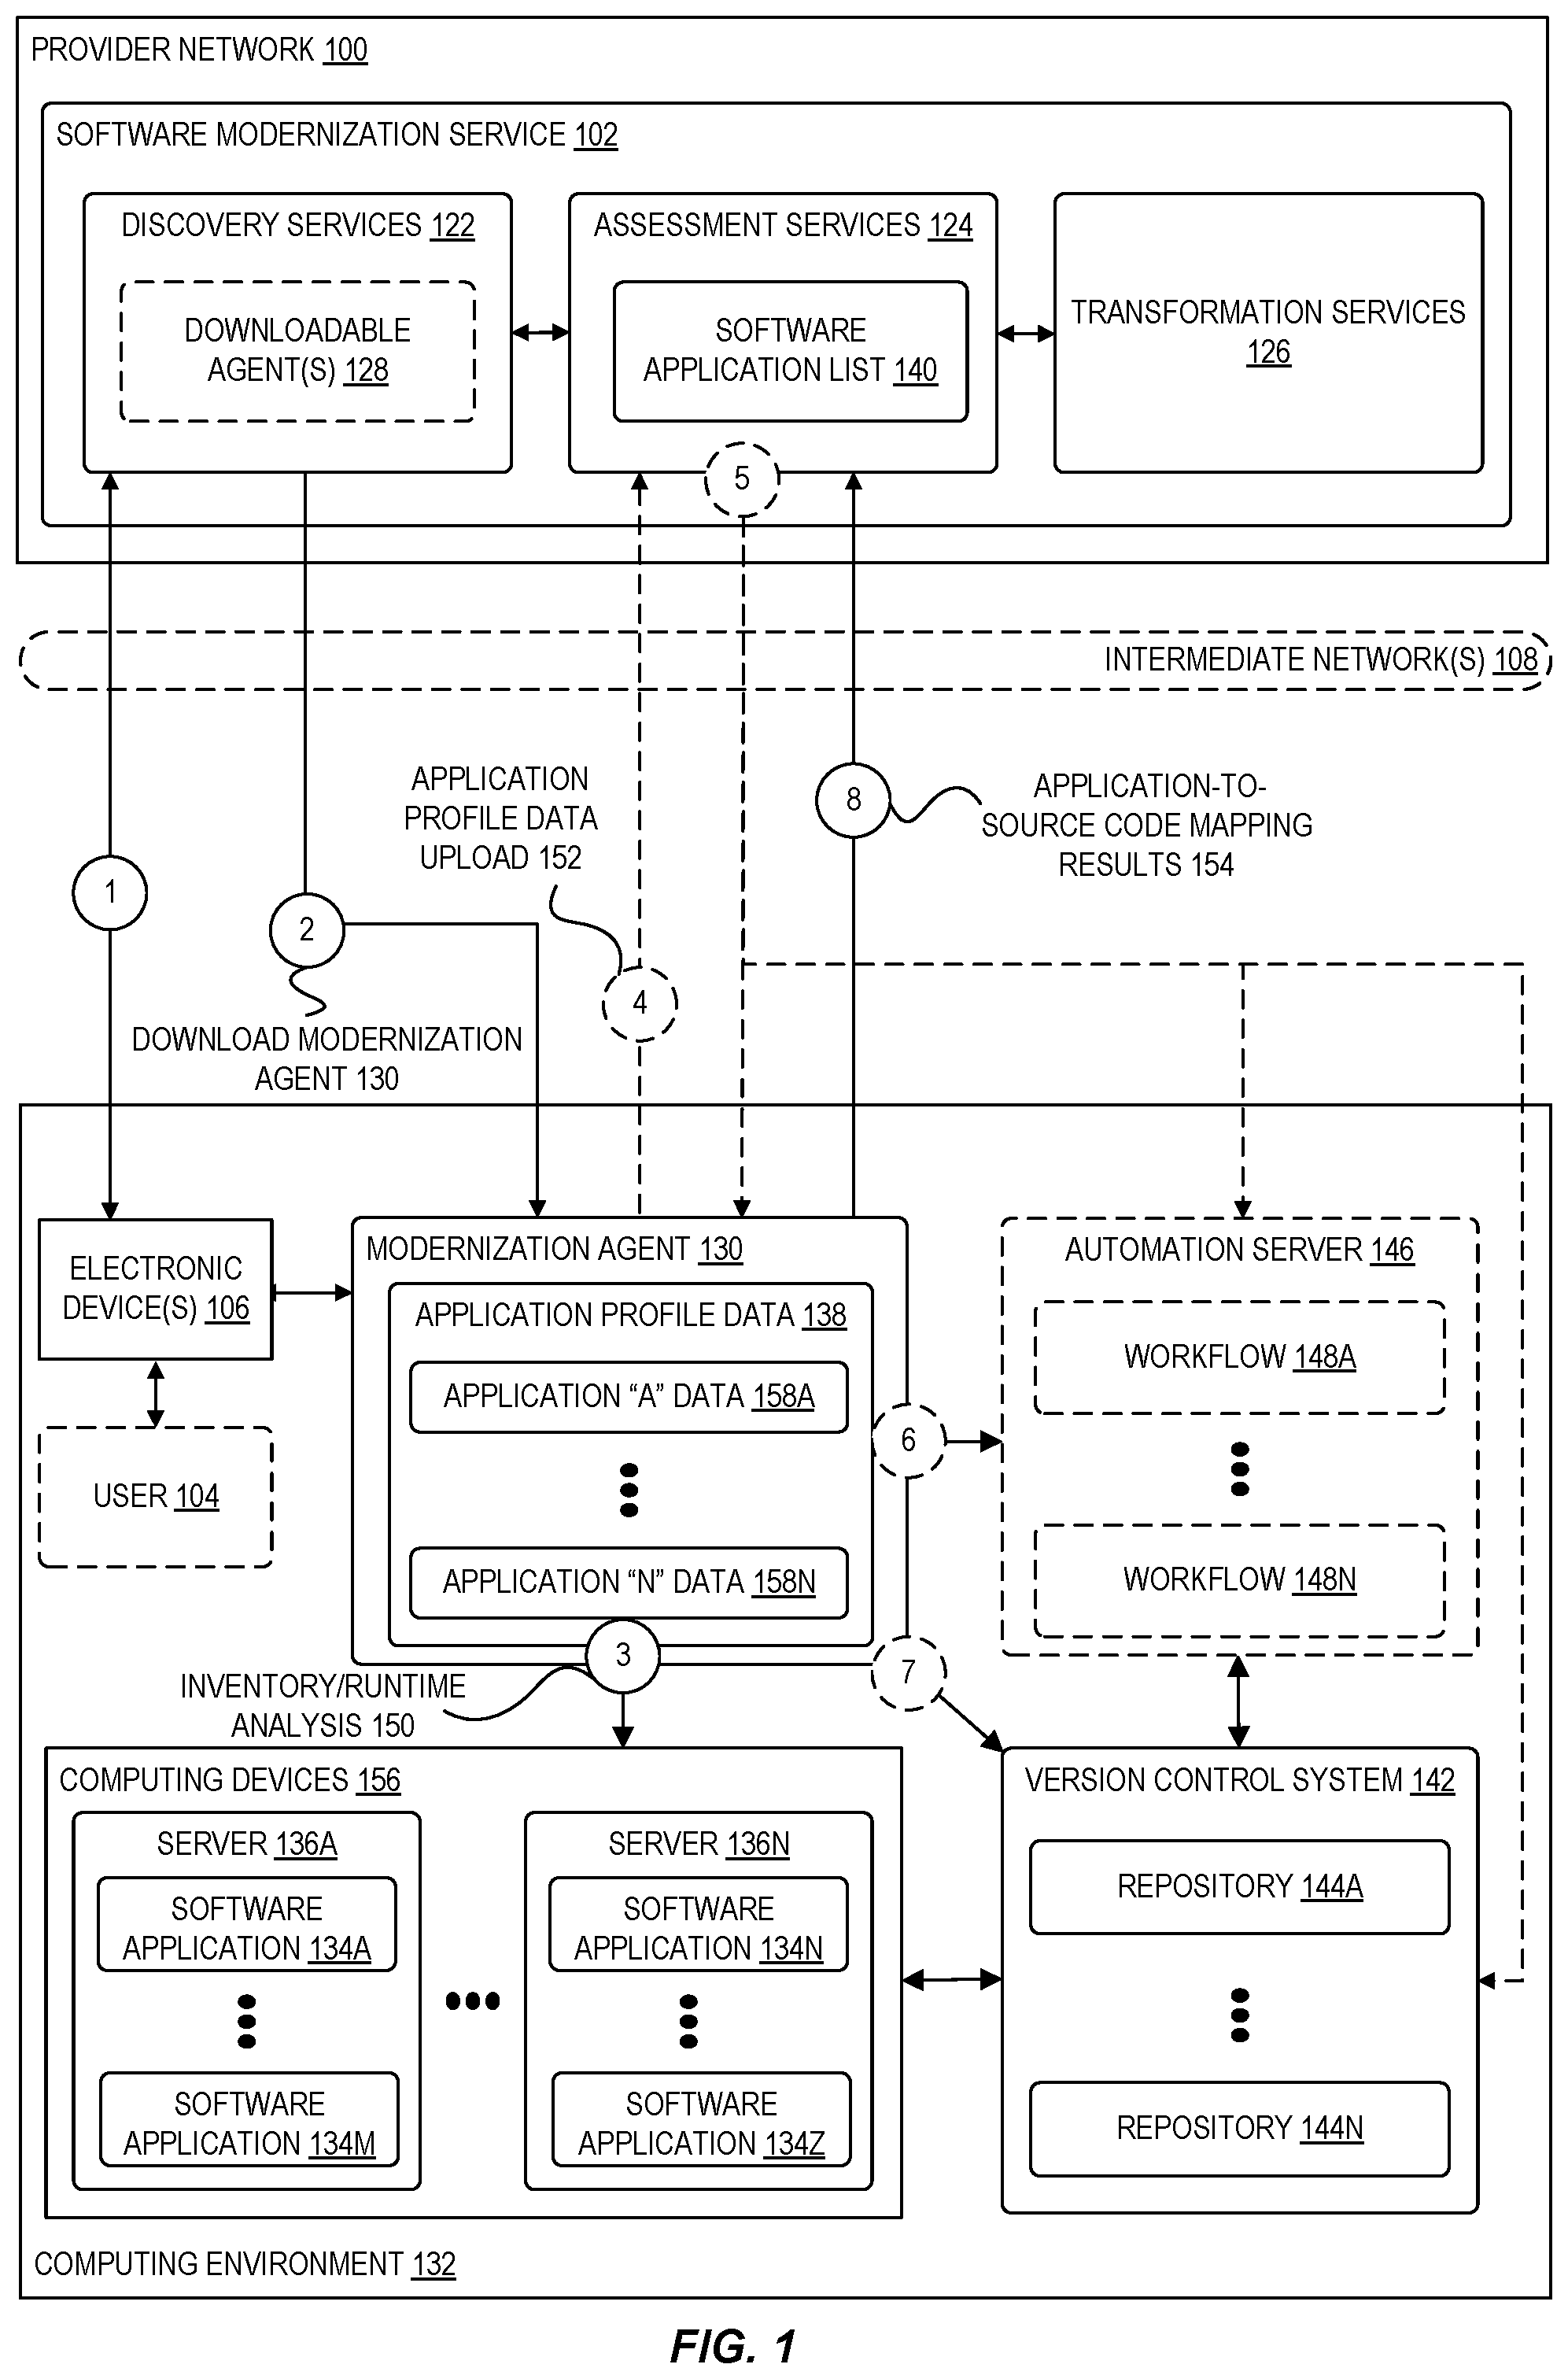 PROVIDER NETWORK 100
SOFTWARE MODERNIZATION SERVICE 102
DISCOVERY SERVICES 122
DOWNLOADABLE
AGENT(S) 128
ASSESSMENT SERVICES 124
SOFTWARE
APPLICATION LIST 140
TRANSFORMATION SERVICES
126
5
INTERMEDIATE NETWORK(S) 108
APPLICATION
PROFILE DATA
UPLOAD 152
8
APPLICATION-TO-
SOURCE CODE MAPPING
RESULTS 154
1
2
4
DOWNLOAD MODERNIZATION
AGENT 130
ELECTRONIC
DEVICE(S) 106
USER 104
MODERNIZATION AGENT 130
APPLICATION PROFILE DATA 138
APPLICATION “A” DATA 158A
APPLICATION “N” DATA 158N
6
AUTOMATION SERVER 146
WORKFLOW 148A
WORKFLOW 148N
3
7
INVENTORY/RUNTIME
ANALYSIS 150
COMPUTING DEVICES 156
SERVER 136A
SOFTWARE
APPLICATION 134A
SOFTWARE
APPLICATION 134M
SERVER 136N
SOFTWARE
APPLICATION 134N
SOFTWARE
APPLICATION 134Z
VERSION CONTROL SYSTEM 142
REPOSITORY 144A
REPOSITORY 144N
COMPUTING ENVIRONMENT 132
FIG. 1